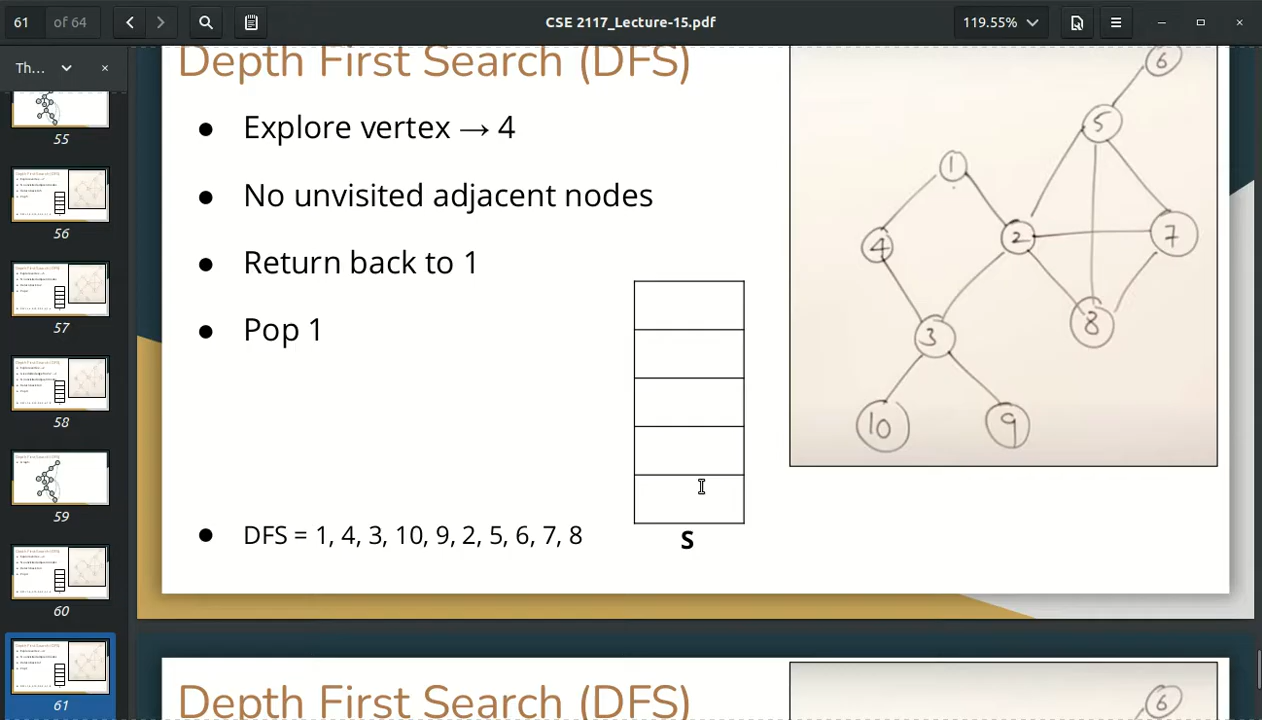 61 of 64
CSE 2117_Lecture-15.pdf
119.55%
Th...
55
56
57
58
59
60
61
Depth First Search (DFS)
● Explore vertex → 4
● No unvisited adjacent nodes
● Return back to 1
● Pop 1
● DFS = 1, 4, 3, 10, 9, 2, 5, 6, 7, 8
S
6
5
1
4
2
7
3
8
10
9
Depth First Search (DFS)
6